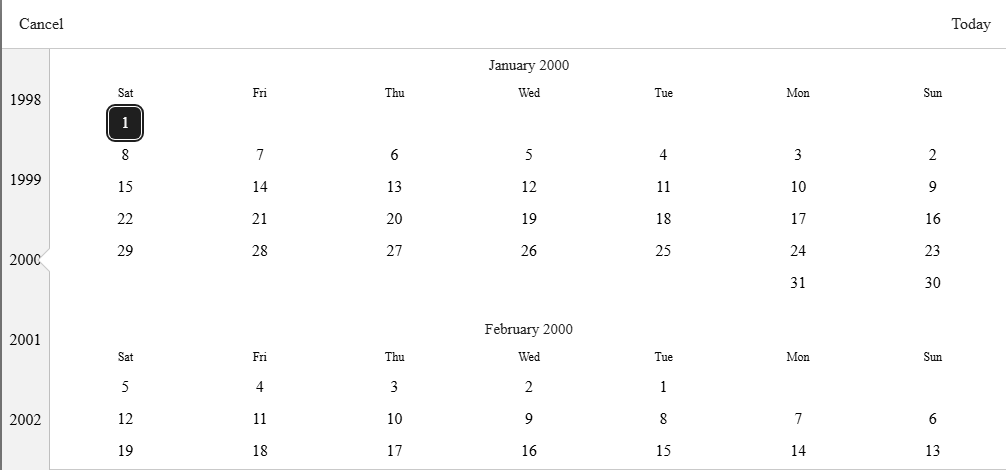 Cancel Today
1998
1999
2000
2001
2002
January 2000
Sat Fri Thu Wed Tue Mon Sun
1
8 7 6 5 4 3 2
15 14 13 12 11 10 9
22 21 20 19 18 17 16
29 28 27 26 25 24 23
31 30
February 2000
Sat Fri Thu Wed Tue Mon Sun
5 4 3 2 1
12 11 10 9 8 7 6
19 18 17 16 15 14 13